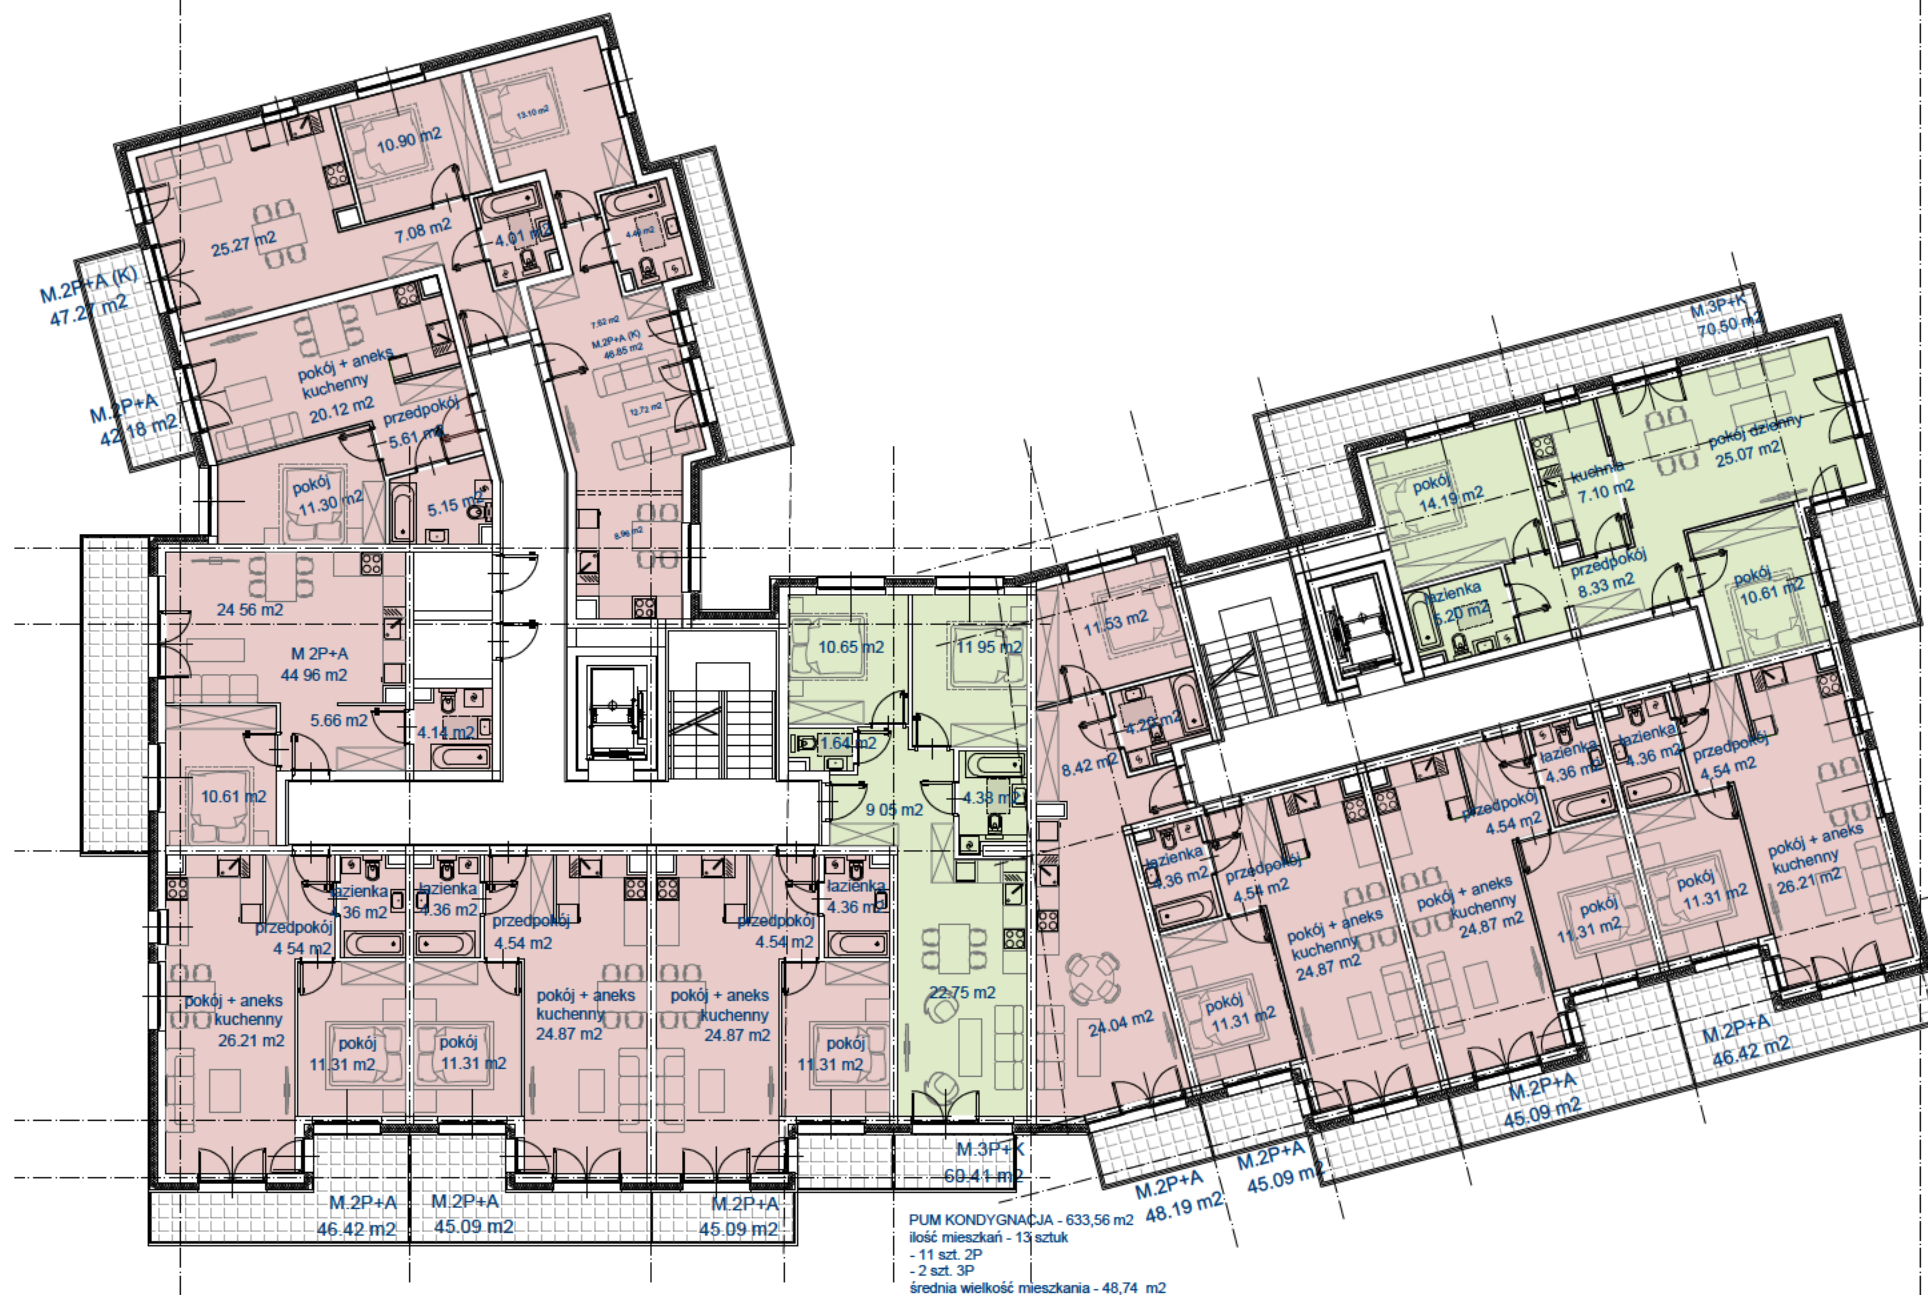 13.10 m2
10.90 m2
25.27 m2
7.08 m2
4.01 m2
M.2P+A (K)
47.27 m2
7.62 m2
M.2P+A (K)
46.85 m2
12.72 m2
pokój + aneks
kuchenny
20.12 m2
przedpokój
5.61 m2
M.2P+A
42.18 m2
pokój
11.30 m2
5.15 m2
24 56 m2
M 2P+A
44 96 m2
5.66 m2
4.14 m2
10.61 m2
10.65 m2
11 95 m2
1.64 m2
9 05 m2
4.38 m2
22.75 m2
M.3P+K
60.41 m2
11.53 m2
4.29 m2
8.42 m2
24.04 m2
M.2P+A
48.19 m2
M.3P+K
70.50 m2
pokój dzienny
25.07 m2
kuchnia
7.10 m2
pokój
14.19 m2
przedpokój
8.33 m2
łazienka
5.20 m2
pokój
10.61 m2
łazienka
4.36 m2
przedpokój
4 54 m2
pokój + aneks
kuchenny
26.21 m2
pokój
11.31 m2
M.2P+A
46.42 m2
łazienka
4.36 m2
przedpokój
4.54 m2
pokój
11.31 m2
pokój + aneks
kuchenny
24.87 m2
M.2P+A
45.09 m2
pokój + aneks
kuchenny
24.87 m2
przedpokój
4.54 m2
łazienka
4.36 m2
pokój
11.31 m2
M.2P+A
45.09 m2
łazienka
4.36 m2
przedpokój
4.54 m2
pokój
11.31 m2
pokój + aneks
kuchenny
24.87 m2
M.2P+A
45.09 m2
łazienka
4.36 m2
przedpokój
4.54 m2
pokój + aneks
kuchenny
24.87 m2
pokój
11.31 m2
M.2P+A
45.09 m2
łazienka
4.36 m2
przedpokój
4.54 m2
pokój
11.31 m2
pokój + aneks
kuchenny
26.21 m2
M.2P+A
46.42 m2
PUM KONDYGNACJA - 633,56 m2
ilość mieszkań - 13 sztuk
- 11 szt. 2P
- 2 szt. 3P
średnia wielkość mieszkania - 48,74 m2